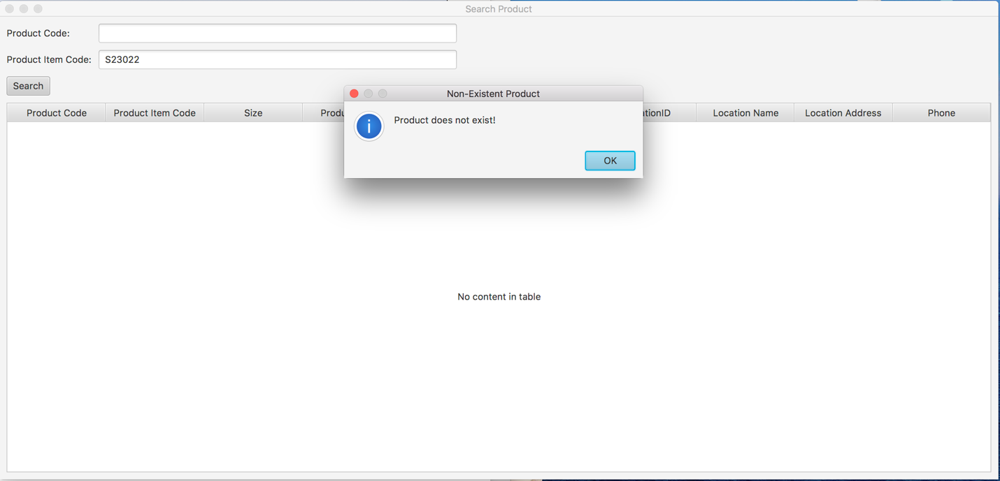 Search Product
Product Code:
Product Item Code: S23022
Search
Non-Existent Product
Product Code Product Item Code Size Produ tionID Location Name Location Address Phone
i
Product does not exist!
OK
No content in table